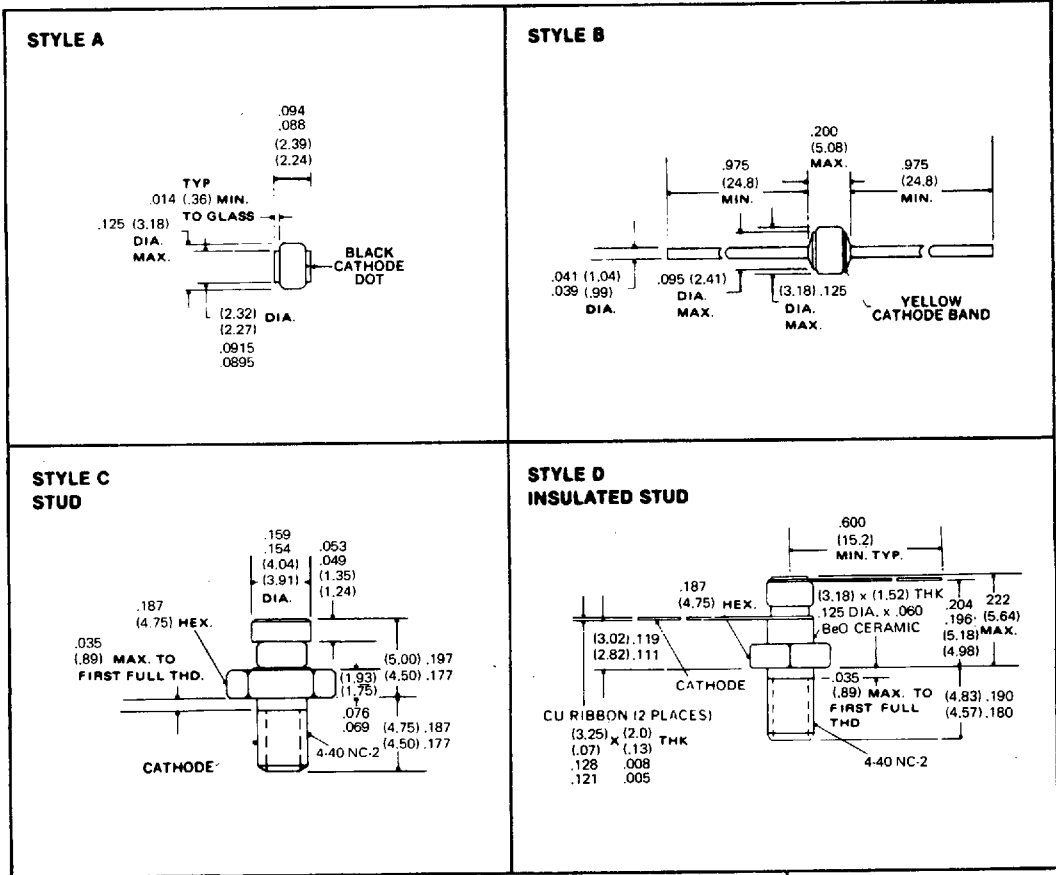 STYLE A
.094
.088
(2.39)
(2.24)
TYP
.014 (.36) MIN.
TO GLASS
.125 (3.18)
DIA.
MAX.
BLACK
CATHODE
DOT
(2.32) DIA.
(2.27)
.0915
.0895
STYLE B
.200
(5.08)
MAX.
.975
(24.8)
MIN.
.975
(24.8)
MIN.
.041 (1.04)
.039 (.99)
DIA.
.095 (2.41)
DIA.
MAX.
(3.18) .125
DIA.
MAX.
YELLOW
CATHODE BAND
STYLE C
STUD
.159
.154
(4.04)
(3.91)
DIA.
.053
.049
(1.35)
(1.24)
.187
(4.75) HEX.
.035
(.89) MAX. TO
FIRST FULL THD.
(5.00) .197
(4.50) .177
(1.93)
(1.75)
.076
.069
(4.75) .187
(4.50) .177
4-40 NC-2
CATHODE
STYLE D
INSULATED STUD
.600
(15.2)
MIN. TYP.
.187
(4.75) HEX.
(3.18) x (1.52) THK
.125 DIA. x .060
BeO CERAMIC
.204
.196
(5.18)
(4.98)
.222
(5.64)
MAX.
(3.02) .119
(2.82) .111
CATHODE
.035
(.89) MAX. TO
FIRST FULL
THD
(4.83) .190
(4.57) .180
CU RIBBON (2 PLACES)
(3.25) x (2.0) THK
(.07) (.13)
.128 .008
.121 .005
4-40 NC-2